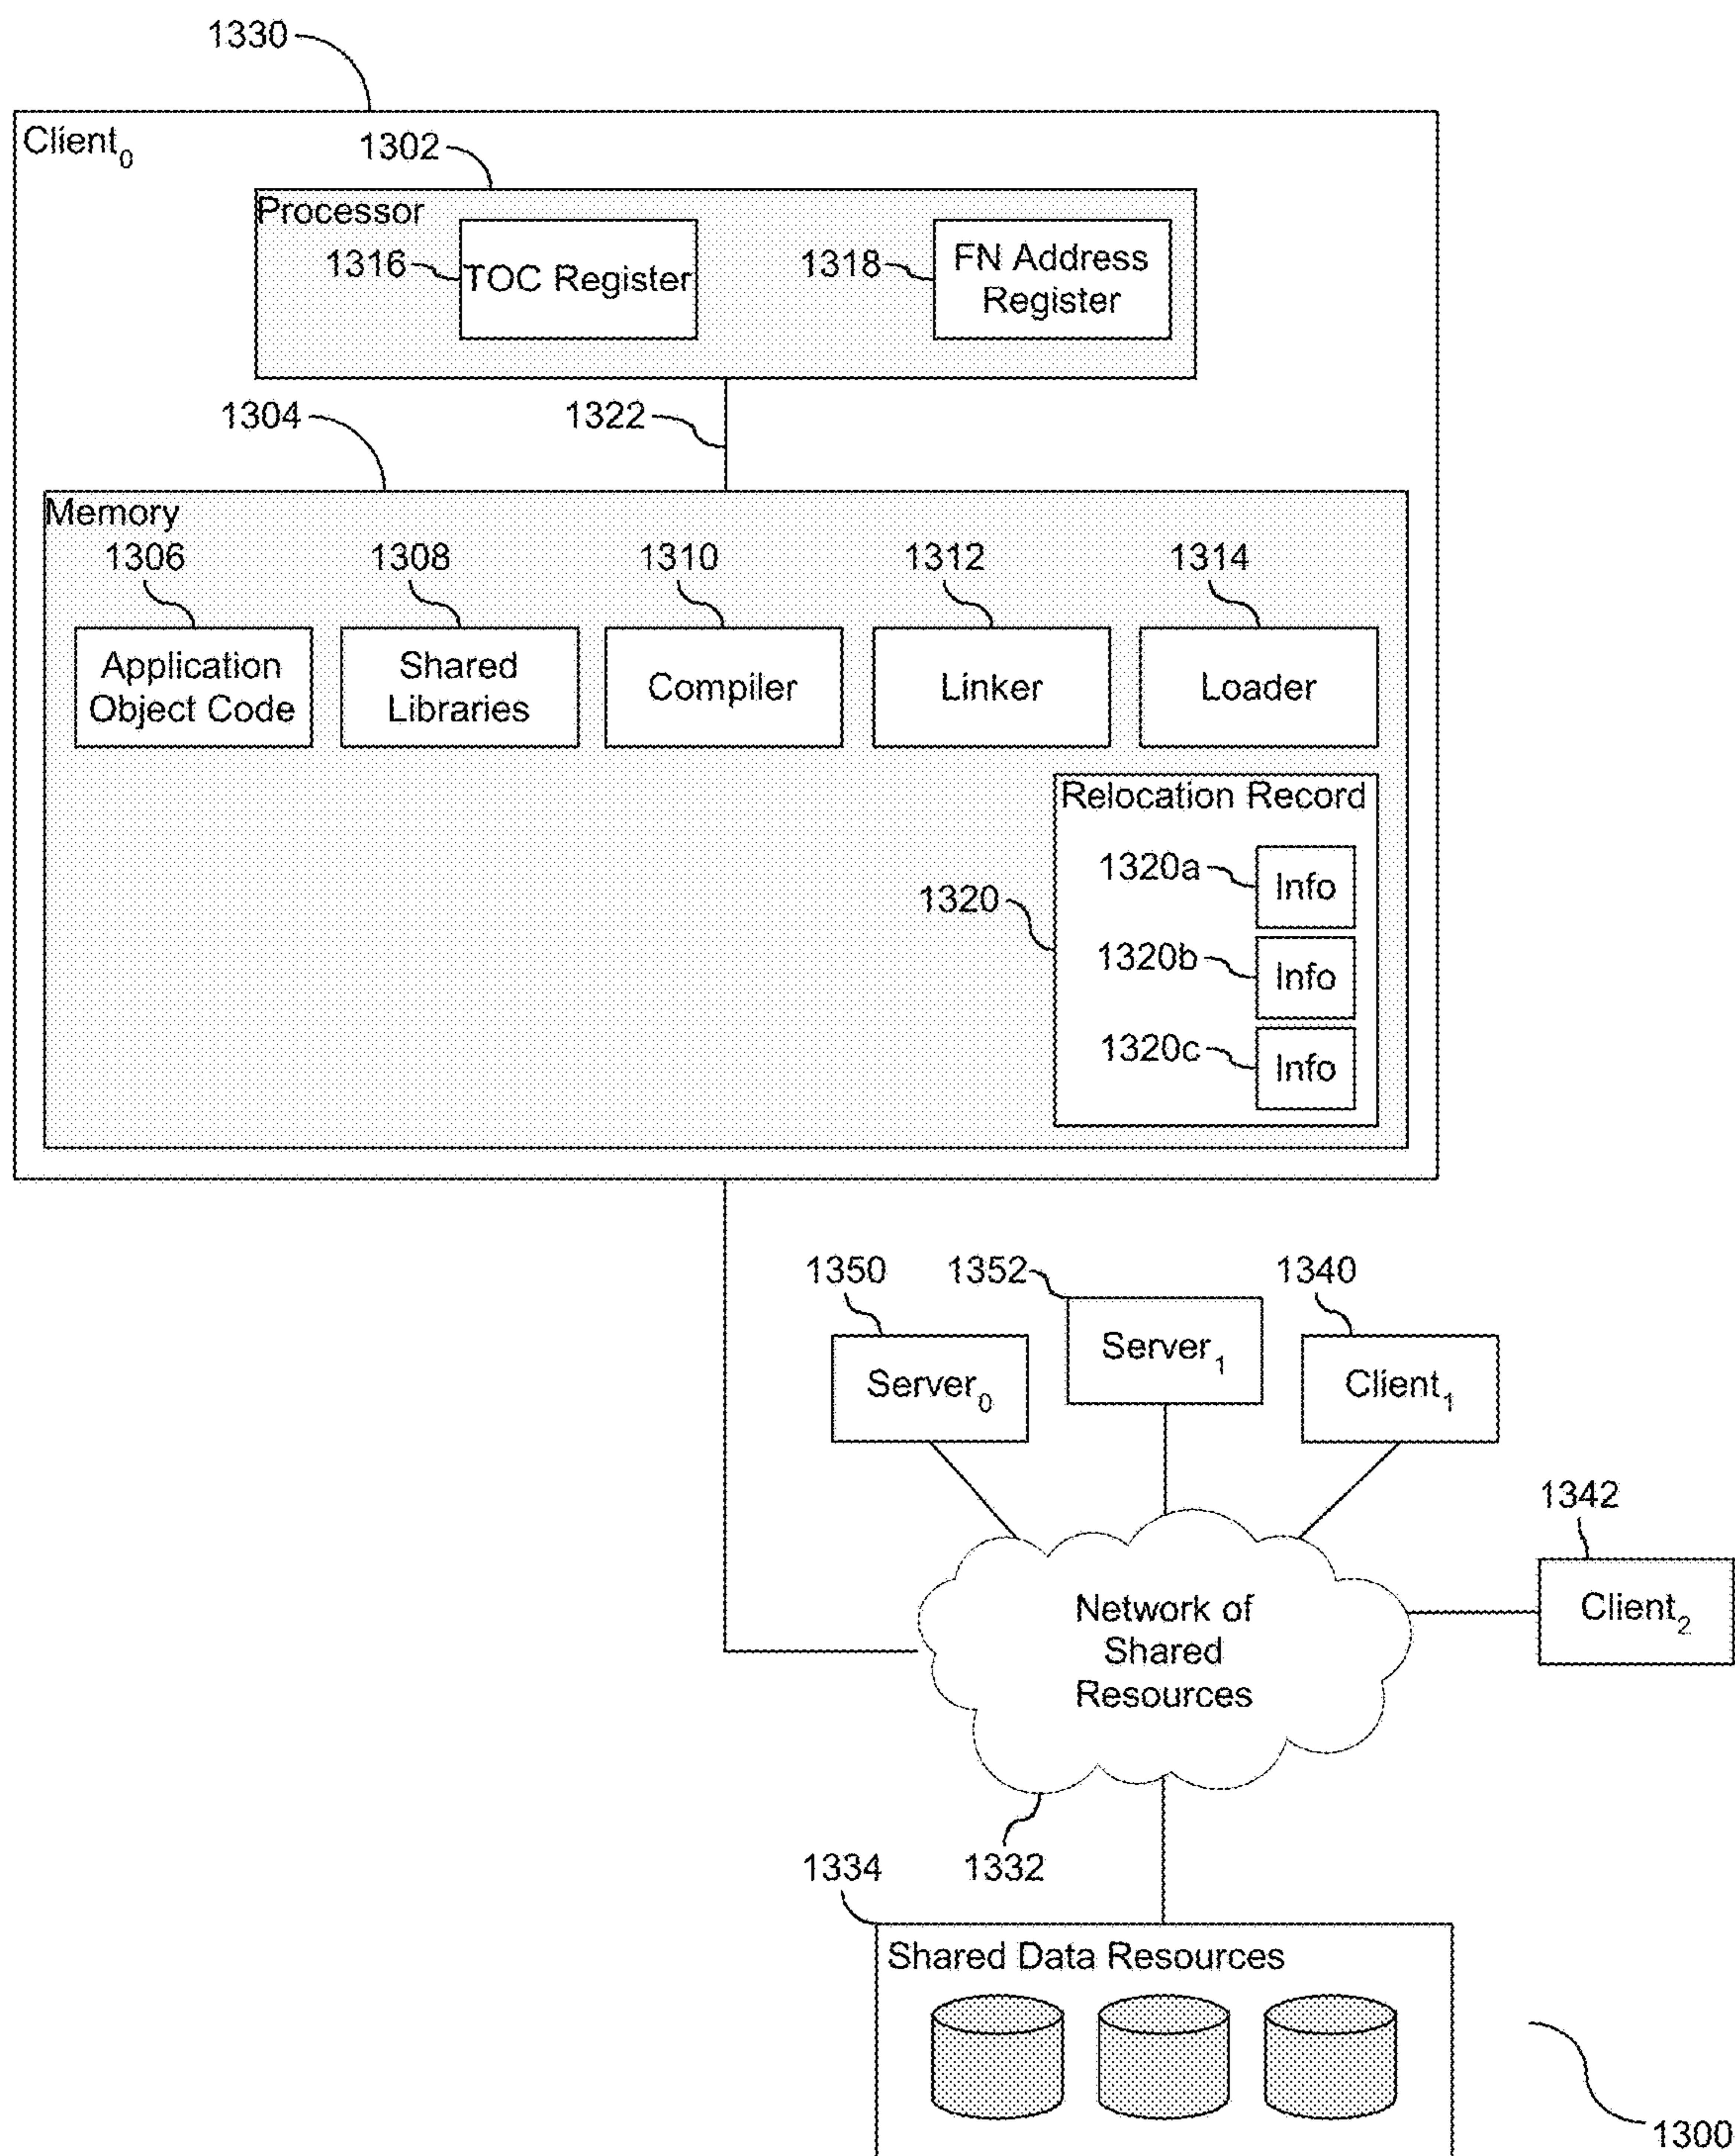 1330
Client0
1302
Processor
1316
TOC Register
1318
FN Address
Register
1304
1322
Memory
1306
1308
1310
1312
1314
Application
Object Code
Shared
Libraries
Compiler
Linker
Loader
Relocation Record
1320a
Info
1320
1320b
Info
1320c
Info
1350
1352
1340
Server0
Server1
Client1
1342
Client2
Network of
Shared
Resources
1332
1334
Shared Data Resources
1300